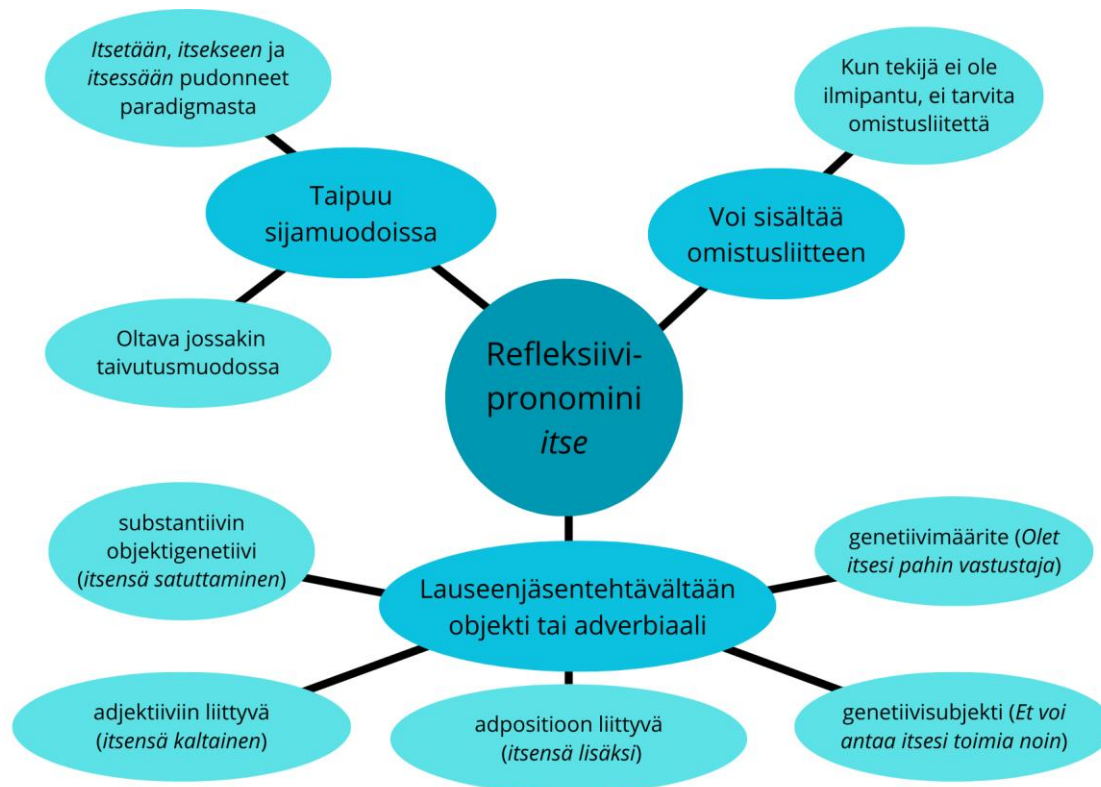 Itsetään, itsekseen ja
itsessään pudonneet
paradigmasta
Kun tekijä ei ole
ilmipantu, ei tarvita
omistusliitettä
Taipuu
sijamuodoissa
Voi sisältää
omistusliitteen
Oltava jossakin
taivutusmuodossa
Refleksiivi-
pronomini
itse
substantiivin
objektigenetiivi
(itsensä satuttaminen)
genetiivimäärite (Olet
itsesi pahin vastustaja)
Lauseenjäsentehtävältään
objekti tai adverbiaali
adjektiiviin liittyvä
(itsensä kaltainen)
adpositioon liittyvä
(itsensä lisäksi)
genetiivisubjekti (Et voi
antaa itsesi toimia noin)